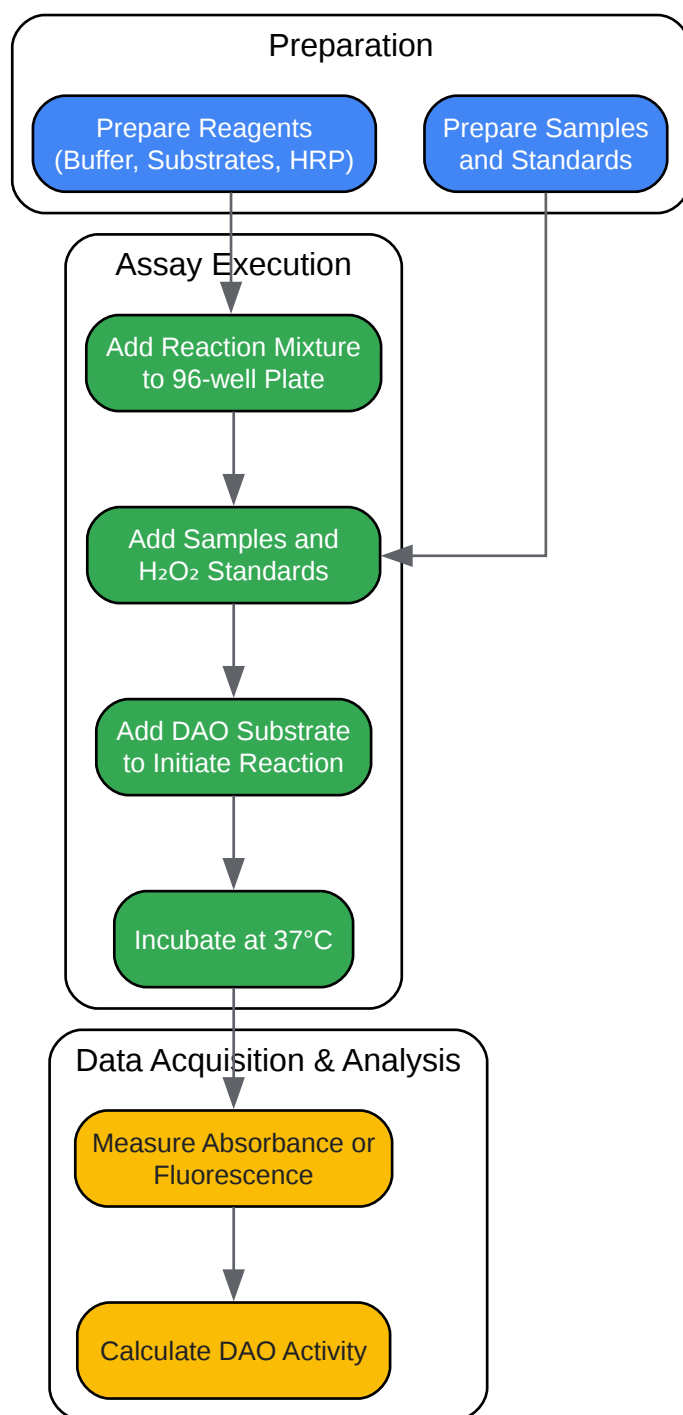 Preparation
Prepare Reagents
(Buffer, Substrates, HRP)
Prepare Samples
and Standards
Assay Execution
Add Reaction Mixture
to 96-well Plate
Add Samples and
H₂O₂ Standards
Add DAO Substrate
to Initiate Reaction
Incubate at 37°C
Data Acquisition & Analysis
Measure Absorbance or
Fluorescence
Calculate DAO Activity